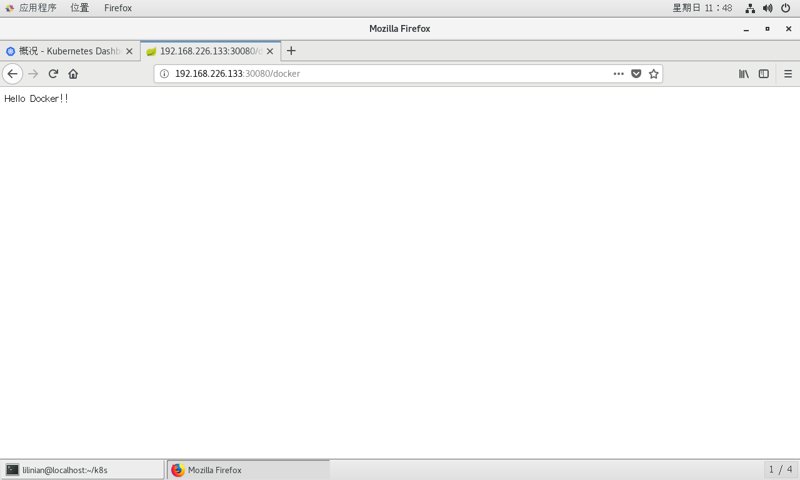 应用程序 位置 Firefox 星期日 11：48
Mozilla Firefox
概况 - Kubernetes Dashb
192.168.226.133:30080/d
192.168.226.133:30080/docker
Hello Docker!!
lilinian@localhost:~/k8s
Mozilla Firefox
1 / 4